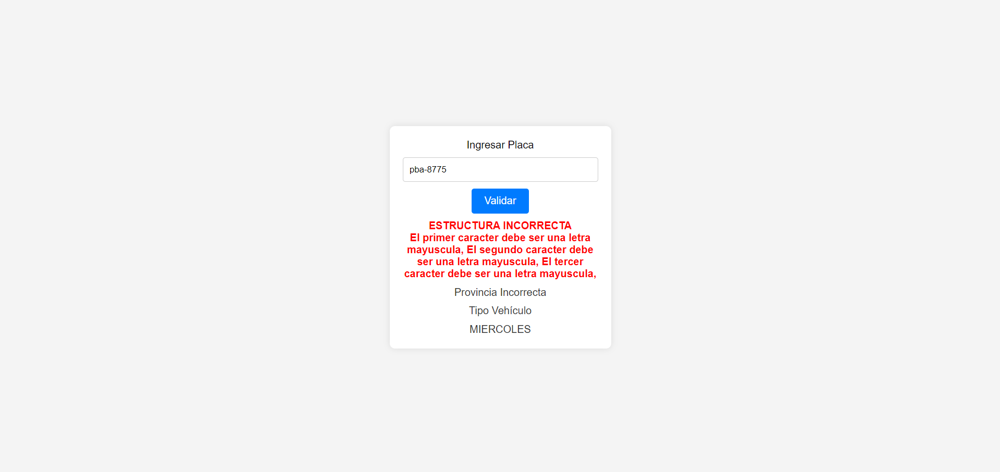 Ingresar Placa
pba-8775
Validar
ESTRUCTURA INCORRECTA
El primer caracter debe ser una letra
mayuscula, El segundo caracter debe
ser una letra mayuscula, El tercer
caracter debe ser una letra mayuscula,
Provincia Incorrecta
Tipo Vehículo
MIERCOLES